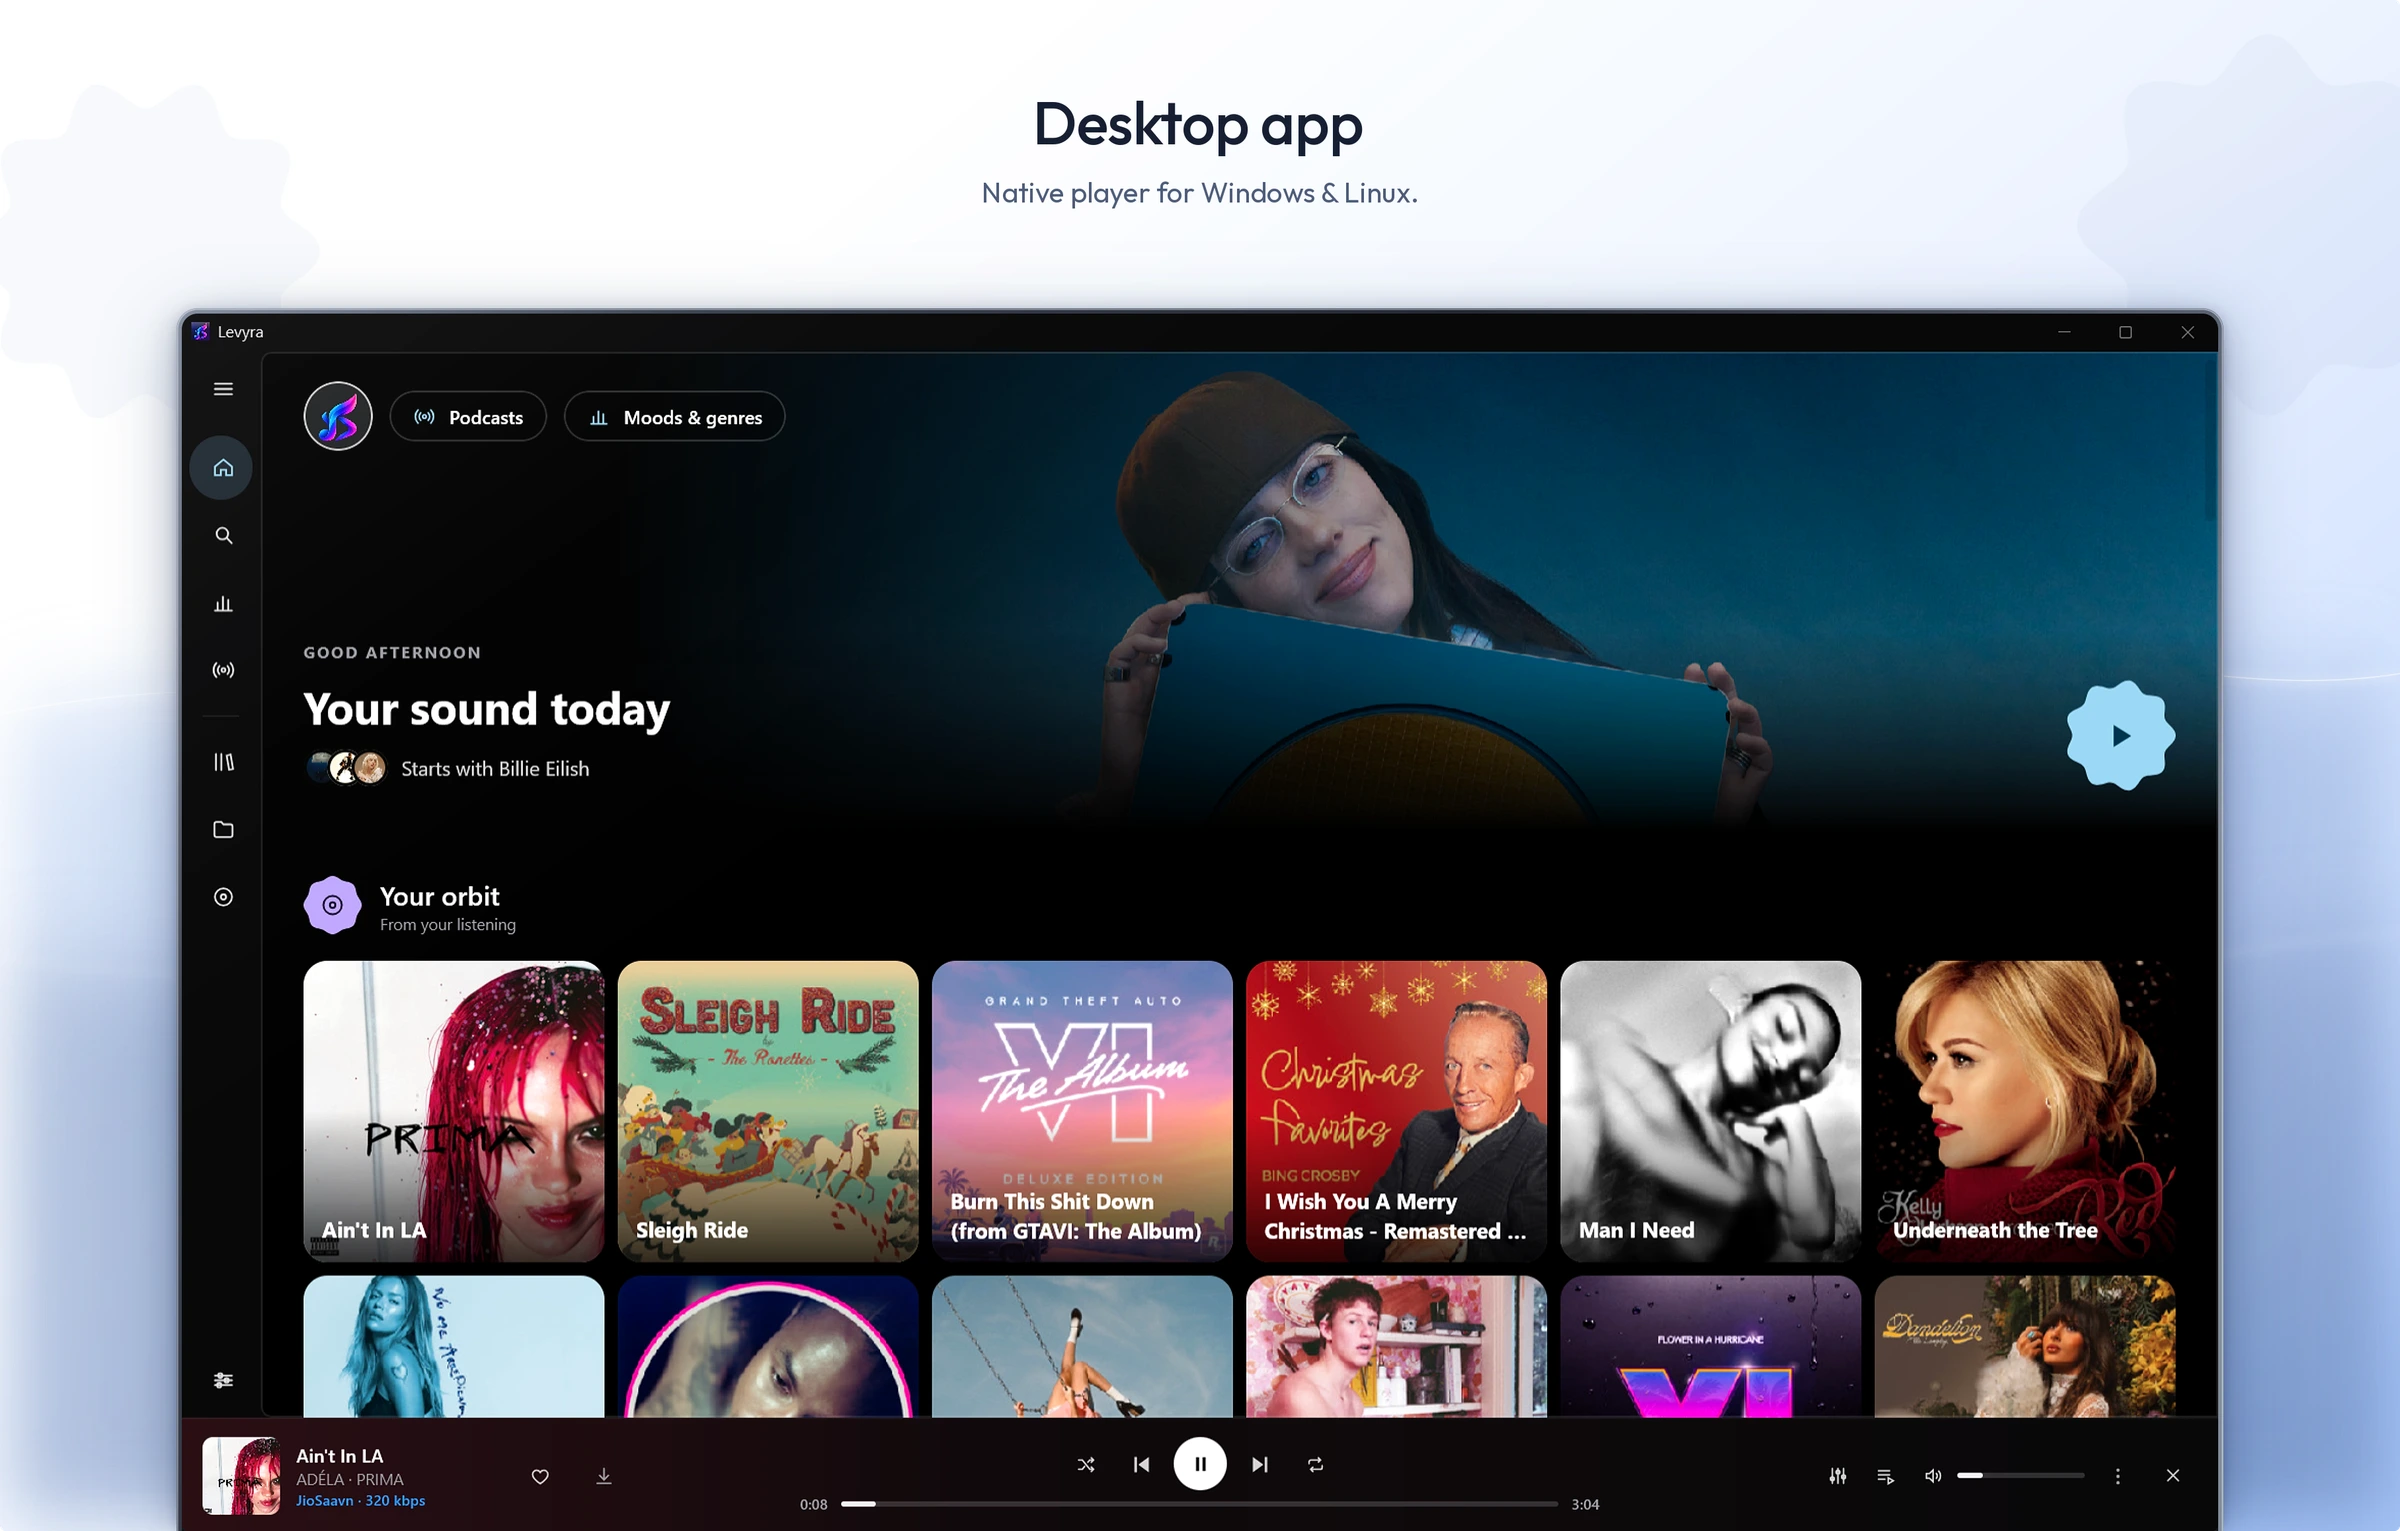 Desktop app
Native player for Windows & Linux.
Levyra
Podcasts
Moods & genres
GOOD AFTERNOON
Your sound today
Starts with Billie Eilish
Your orbit
From your listening
PRIMA
Ain't In LA
SLEIGH RIDE
by
- The Ronettes -
Sleigh Ride
GRAND THEFT AUTO
VI
The Album
DELUXE EDITION
Burn This Shit Down
(from GTAVI: The Album)
Christmas
Favorites
BING CROSBY
I Wish You A Merry
Christmas - Remastered ...
Man I Need
Kelly
Red
Underneath the Tree
FLOWER IN A HURRICANE
VI
Dandelion
Ain't In LA
ADÉLA · PRIMA
JioSaavn · 320 kbps
0:08
3:04